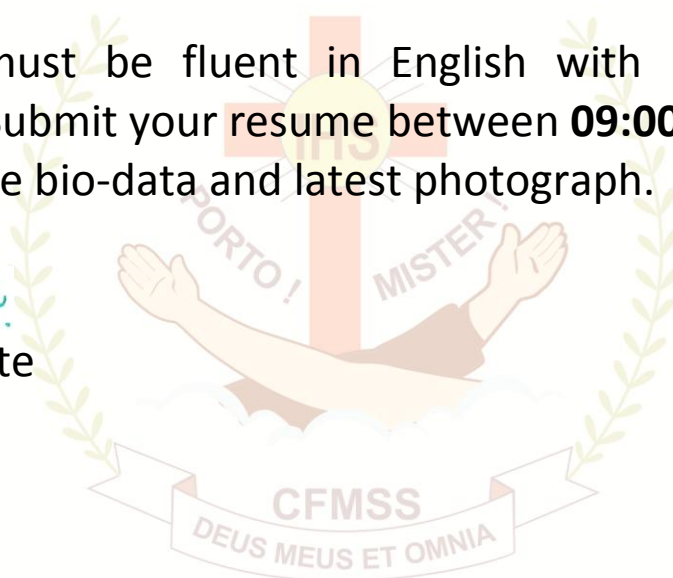 must be fluent in English with
Submit your resume between 09:00
e bio-data and latest photograph.
te
IHS
PORTO !
MISTER !
CFMSS
DEUS MEUS ET OMNIA